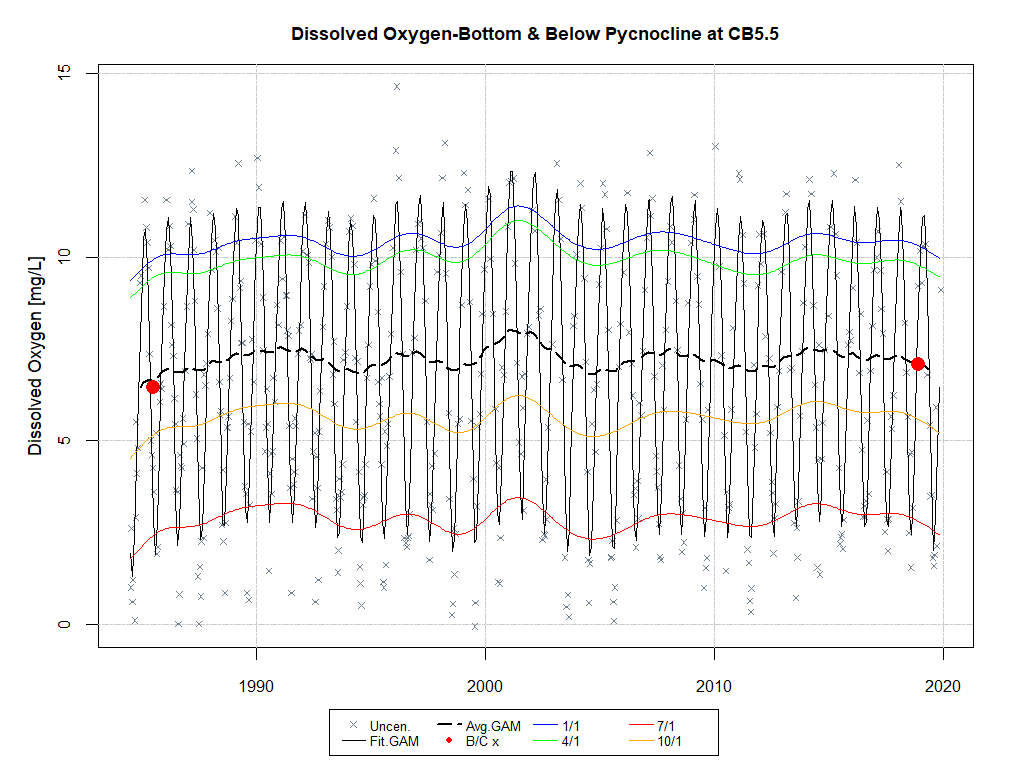 Dissolved Oxygen-Bottom & Below Pycnocline at CB5.5
Dissolved Oxygen [mg/L]
15
10
5
0
1990 2000 2010 2020
Uncen. Avg.GAM 1/1 7/1
Fit.GAM B/C x 4/1 10/1